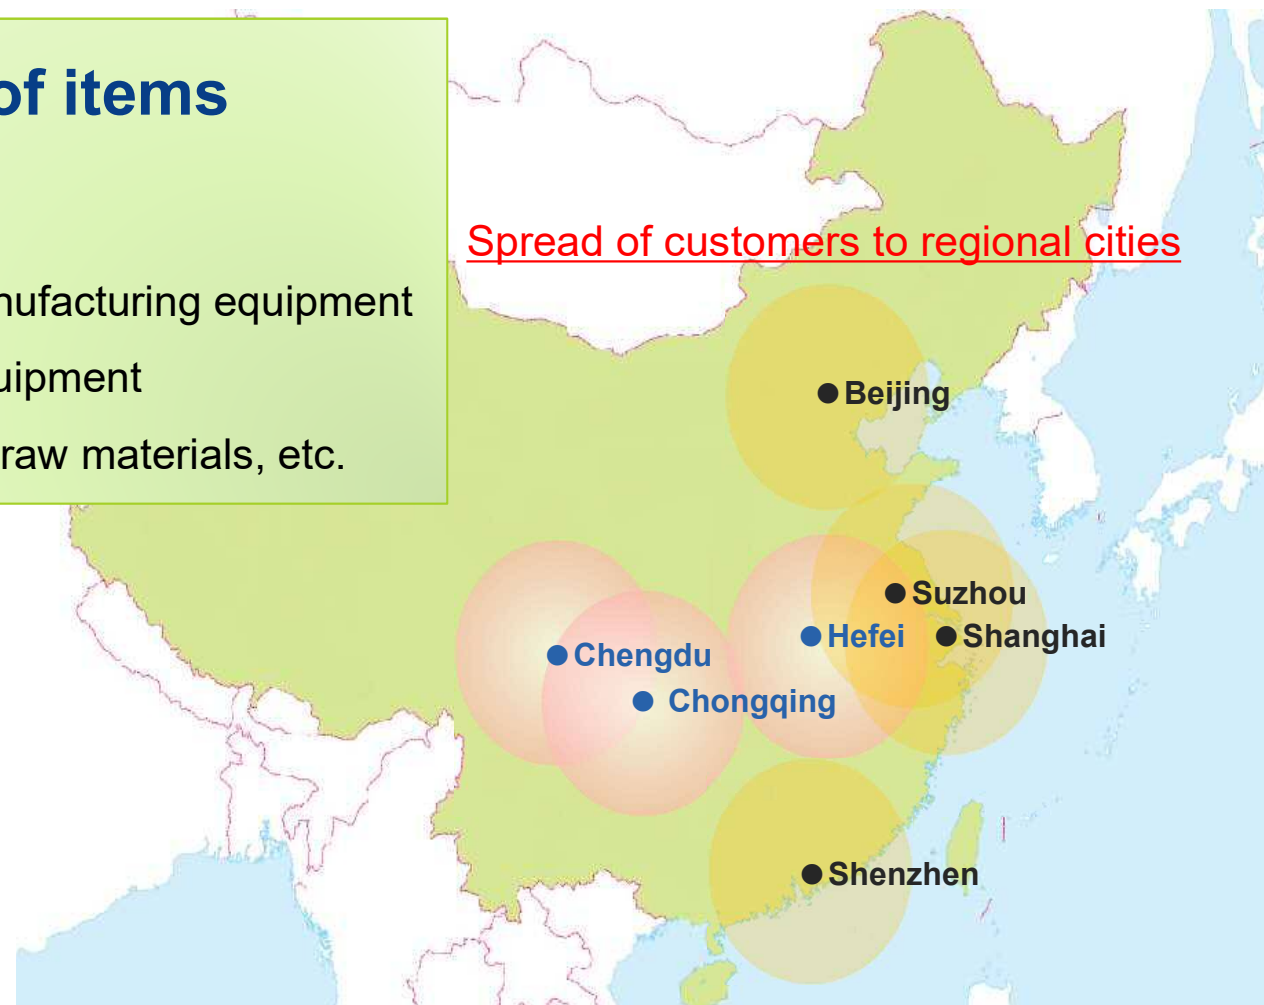 of items
Spread of customers to regional cities
nufacturing equipment
uipment
raw materials, etc.
Beijing
Suzhou
Hefei
Shanghai
Chengdu
Chongqing
Shenzhen